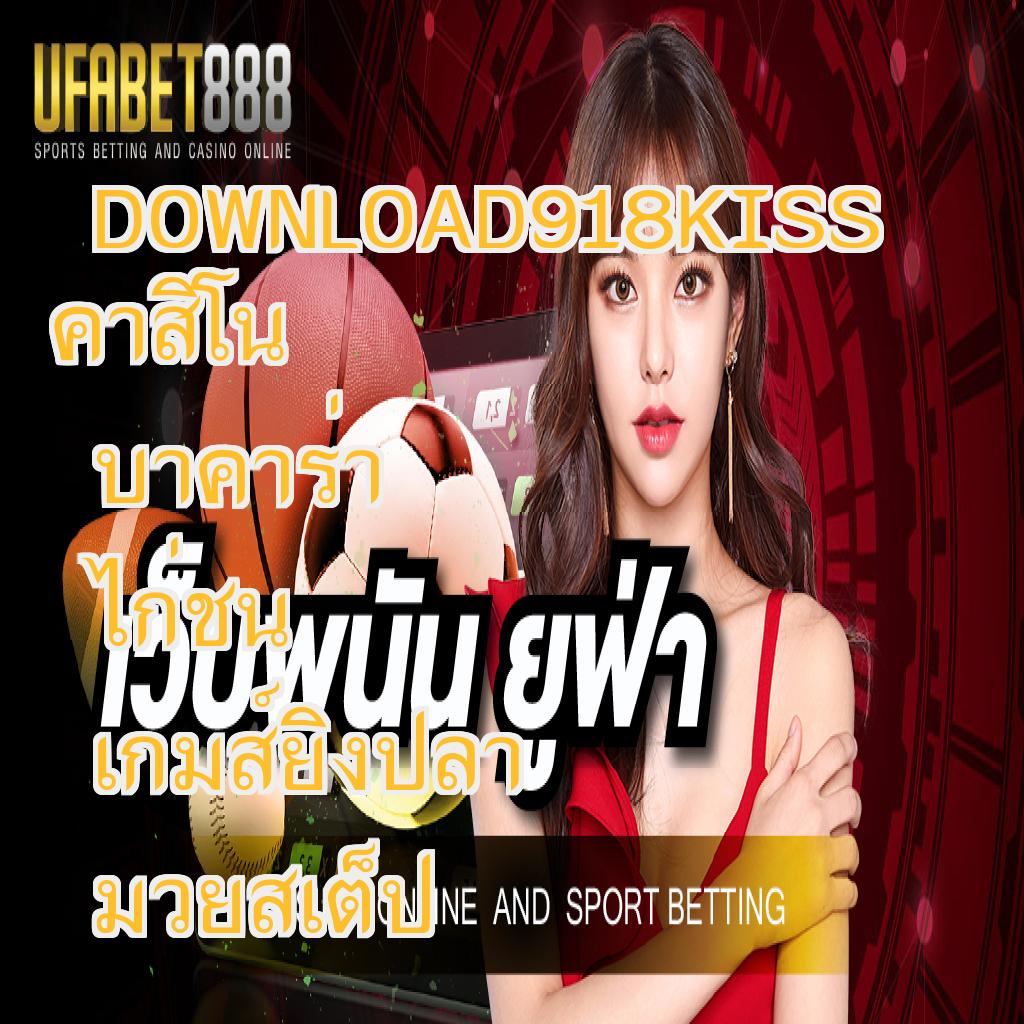 UFABET888
SPORTS BETTING AND CASINO ONLINE
DOWNLOAD918KISS
คาสิโน
บาคาร่า
ไก่ชน
เว็บพนัน ยูฟ่า
เกมส์ยิงปลา
มวยสเต็ป
ONLINE AND SPORT BETTING